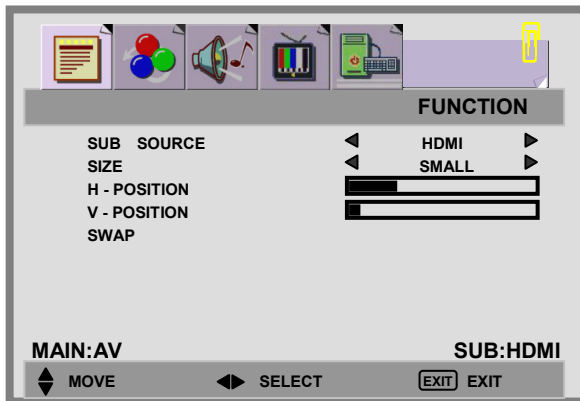 FUNCTION
SUB SOURCE HDMI
SIZE SMALL
H - POSITION
V - POSITION
SWAP
MAIN:AV SUB:HDMI
MOVE SELECT EXIT EXIT